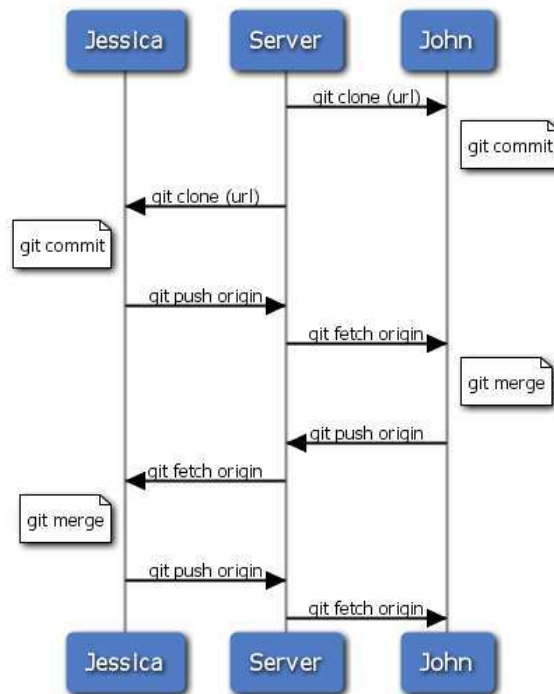 Jessica
Server
John
git clone (url)
git commit
git clone (url)
git commit
git push origin
git fetch origin
git merge
git push origin
git fetch origin
git merge
git push origin
git fetch origin
Jessica
Server
John